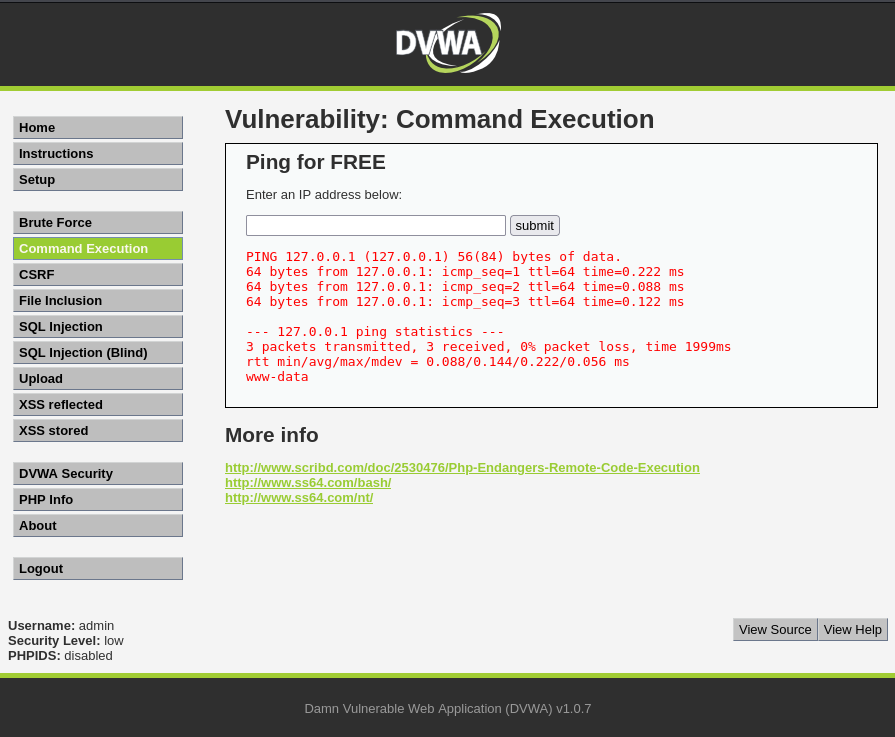 DVWA
Home
Instructions
Setup
Brute Force
Command Execution
CSRF
File Inclusion
SQL Injection
SQL Injection (Blind)
Upload
XSS reflected
XSS stored
DVWA Security
PHP Info
About
Logout
Vulnerability: Command Execution
Ping for FREE
Enter an IP address below:
submit
PING 127.0.0.1 (127.0.0.1) 56(84) bytes of data.
64 bytes from 127.0.0.1: icmp_seq=1 ttl=64 time=0.222 ms
64 bytes from 127.0.0.1: icmp_seq=2 ttl=64 time=0.088 ms
64 bytes from 127.0.0.1: icmp_seq=3 ttl=64 time=0.122 ms
--- 127.0.0.1 ping statistics ---
3 packets transmitted, 3 received, 0% packet loss, time 1999ms
rtt min/avg/max/mdev = 0.088/0.144/0.222/0.056 ms
www-data
More info
http://www.scribd.com/doc/2530476/Php-Endangers-Remote-Code-Execution
http://www.ss64.com/bash/
http://www.ss64.com/nt/
Username: admin
Security Level: low
PHPIDS: disabled
View Source View Help
Damn Vulnerable Web Application (DVWA) v1.0.7